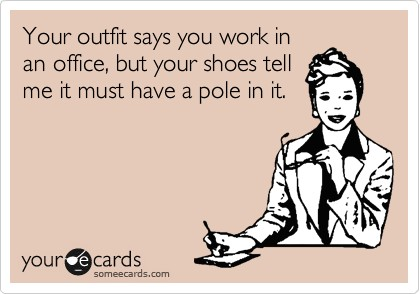 Your outfit says you work in
an office, but your shoes tell
me it must have a pole in it.
your e cards
someecards.com